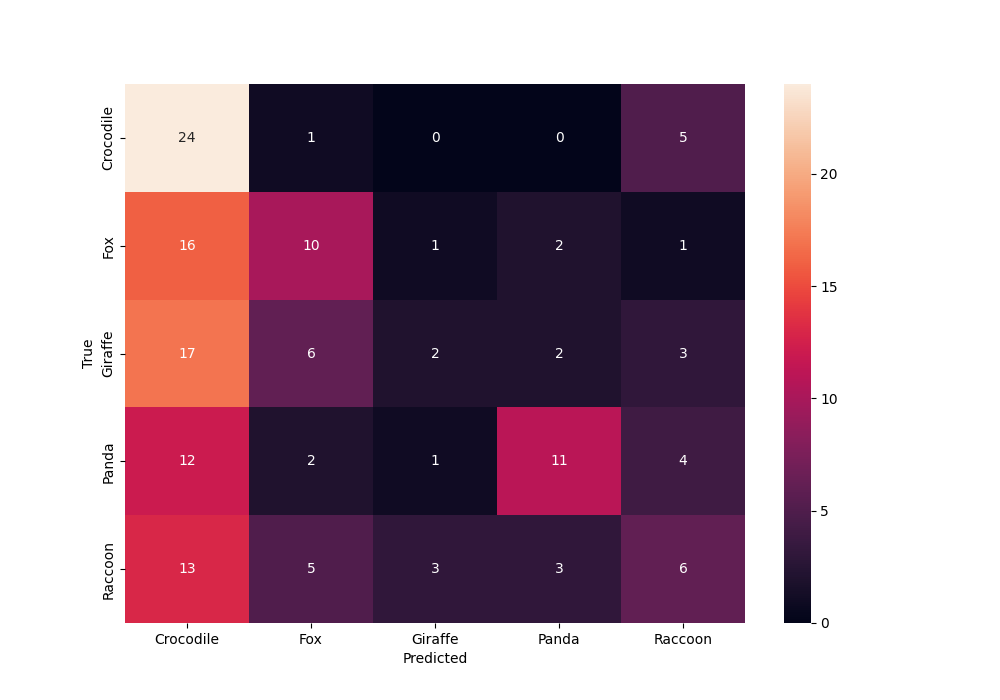 Crocodile 24 1 0 0 5
Fox 16 10 1 2 1
Giraffe 17 6 2 2 3
Panda 12 2 1 11 4
Raccoon 13 5 3 3 6
True
Crocodile Fox Giraffe Panda Raccoon
Predicted
20
15
10
5
0